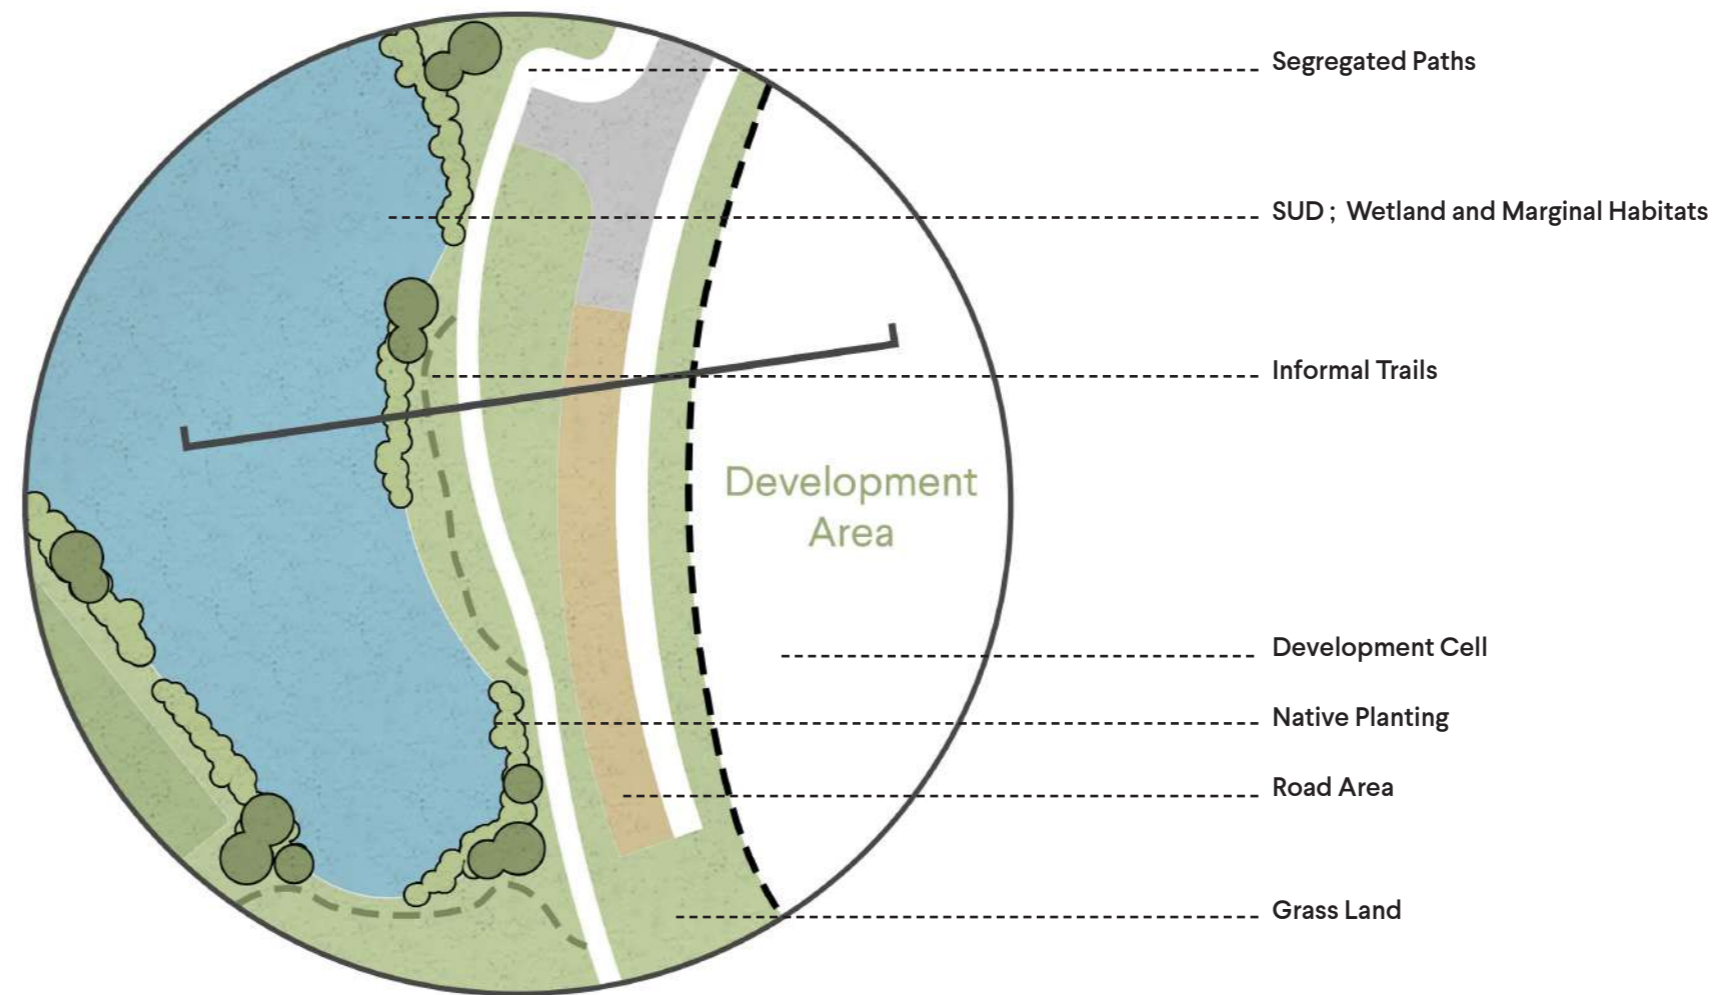 Segregated Paths
SUD ; Wetland and Marginal Habitats
Informal Trails
Development
Area
Development Cell
Native Planting
Road Area
Grass Land